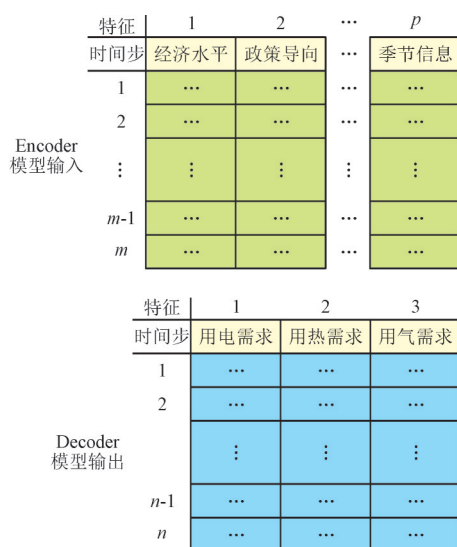 特征 1 2 ··· p
时间步 经济水平 政策导向 ··· 季节信息
1 ··· ··· ··· ···
2 ··· ··· ··· ···
Encoder
模型输入
⋮ ⋮ ⋮ ⋮ ⋮
m-1 ··· ··· ··· ···
m ··· ··· ··· ···
特征 1 2 3
时间步 用电需求 用热需求 用气需求
1 ··· ··· ···
2 ··· ··· ···
Decoder
模型输出
⋮ ⋮ ⋮
n-1 ··· ··· ···
n ··· ··· ···